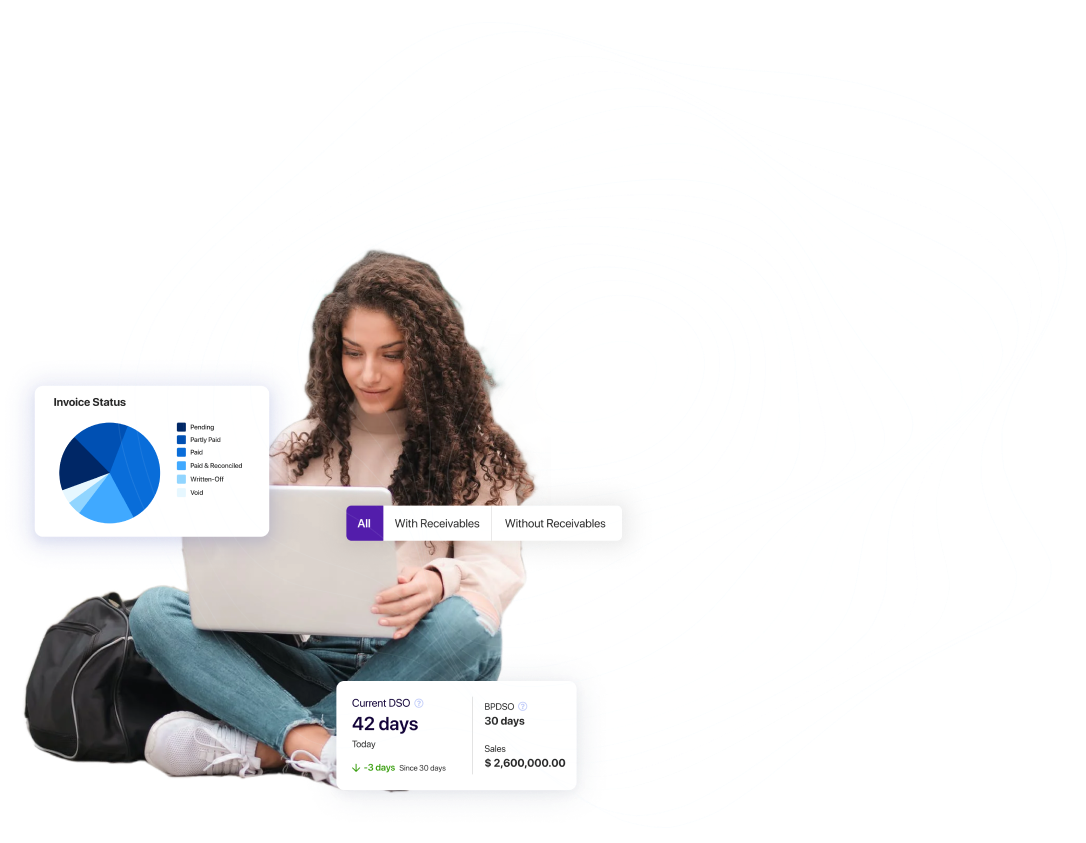 Invoice Status
Pending
Partly Paid
Paid
Paid & Reconciled
Written-Off
Void
All
With Receivables
Without Receivables
Current DSO ?
42 days
Today
-3 days Since 30 days
BPDSO ?
30 days
Sales
$ 2,600,000.00